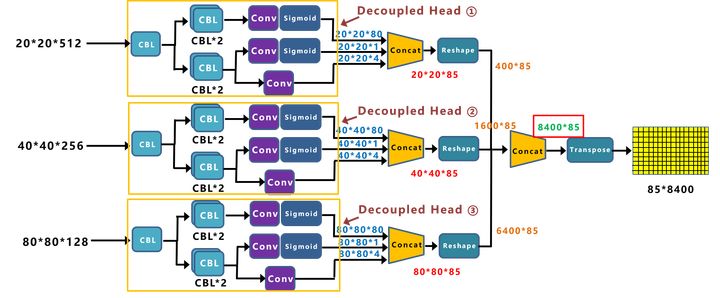 Decoupled Head ①
20*20*512
CBL
CBL
CBL*2
CBL
CBL*2
Conv
Sigmoid
Conv
Sigmoid
Conv
20*20*80
20*20*1
20*20*4
Concat
20*20*85
Reshape
400*85
Decoupled Head ②
40*40*256
CBL
CBL
CBL*2
CBL
CBL*2
Conv
Sigmoid
Conv
Sigmoid
Conv
40*40*80
40*40*1
40*40*4
Concat
40*40*85
Reshape
1600*85
Concat
8400*85
Transpose
85*8400
Decoupled Head ③
80*80*128
CBL
CBL
CBL*2
CBL
CBL*2
Conv
Sigmoid
Conv
Sigmoid
Conv
80*80*80
80*80*1
80*80*4
Concat
80*80*85
Reshape
6400*85